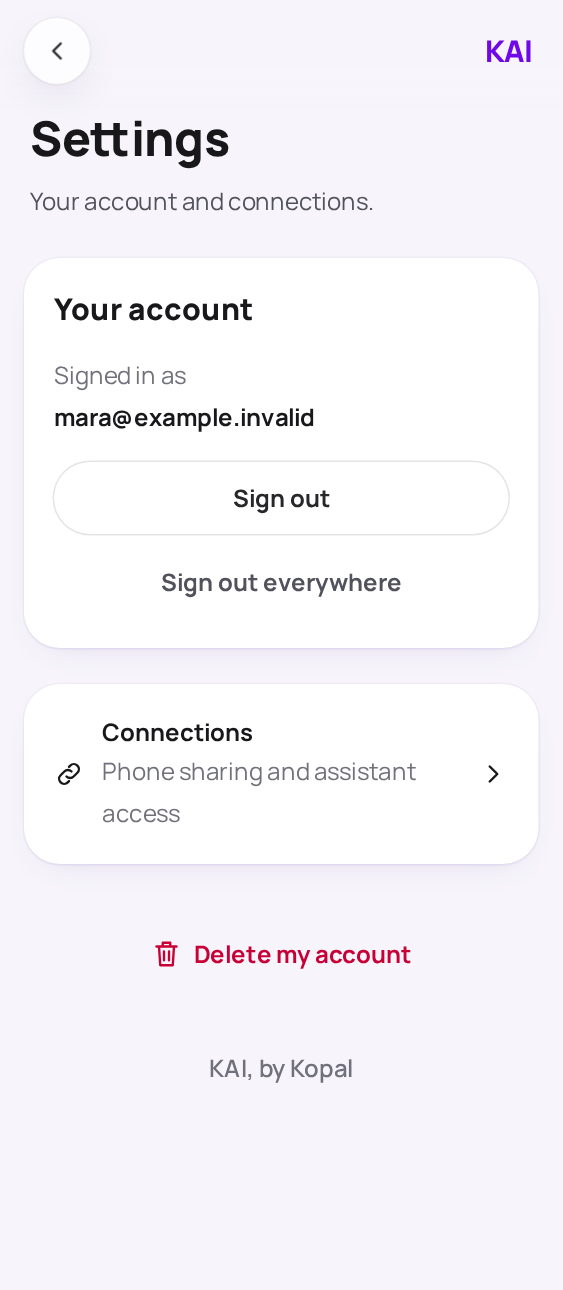 KAI
Settings
Your account and connections.
Your account
Signed in as
mara@example.invalid
Sign out
Sign out everywhere
Connections
Phone sharing and assistant
access
Delete my account
KAI, by Kopal